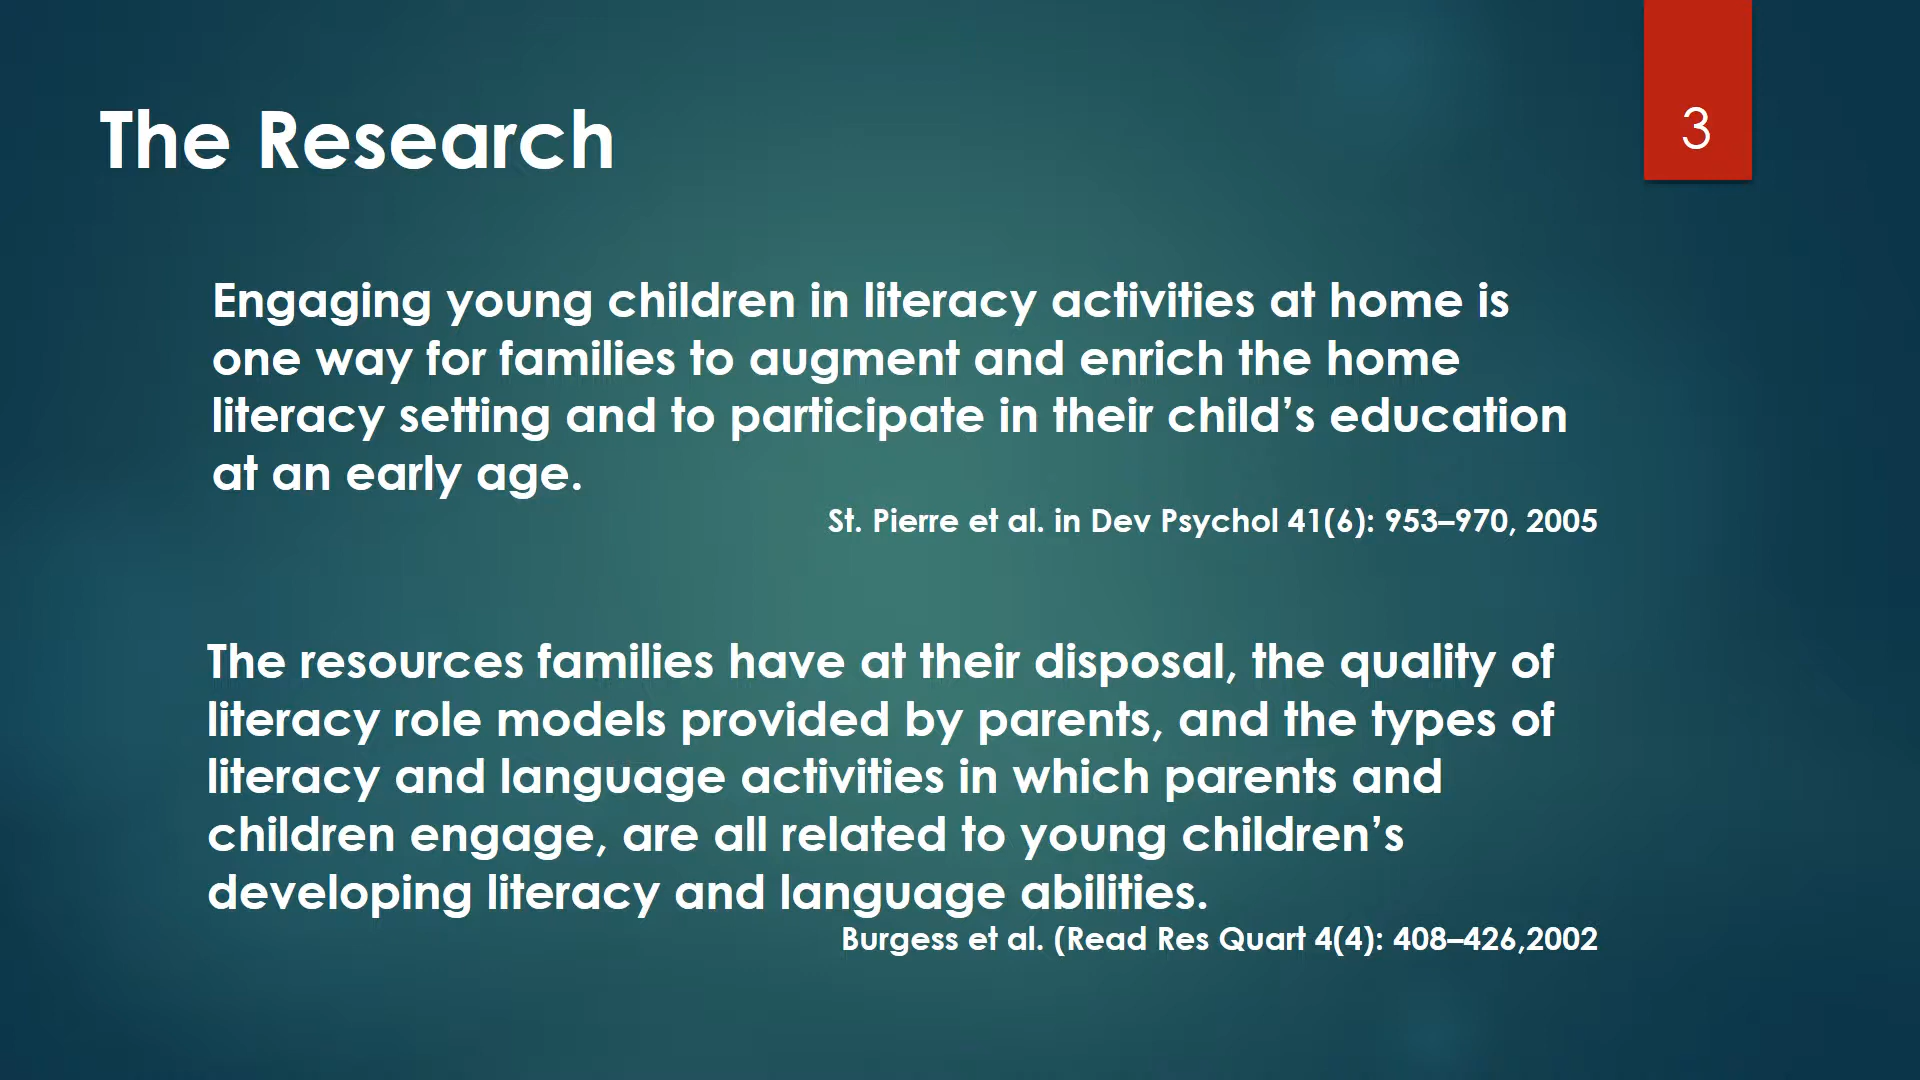 The Research
3
Engaging young children in literacy activities at home is
one way for families to augment and enrich the home
literacy setting and to participate in their child’s education
at an early age.
St. Pierre et al. in Dev Psychol 41(6): 953–970, 2005
The resources families have at their disposal, the quality of
literacy role models provided by parents, and the types of
literacy and language activities in which parents and
children engage, are all related to young children’s
developing literacy and language abilities.
Burgess et al. (Read Res Quart 4(4): 408–426,2002